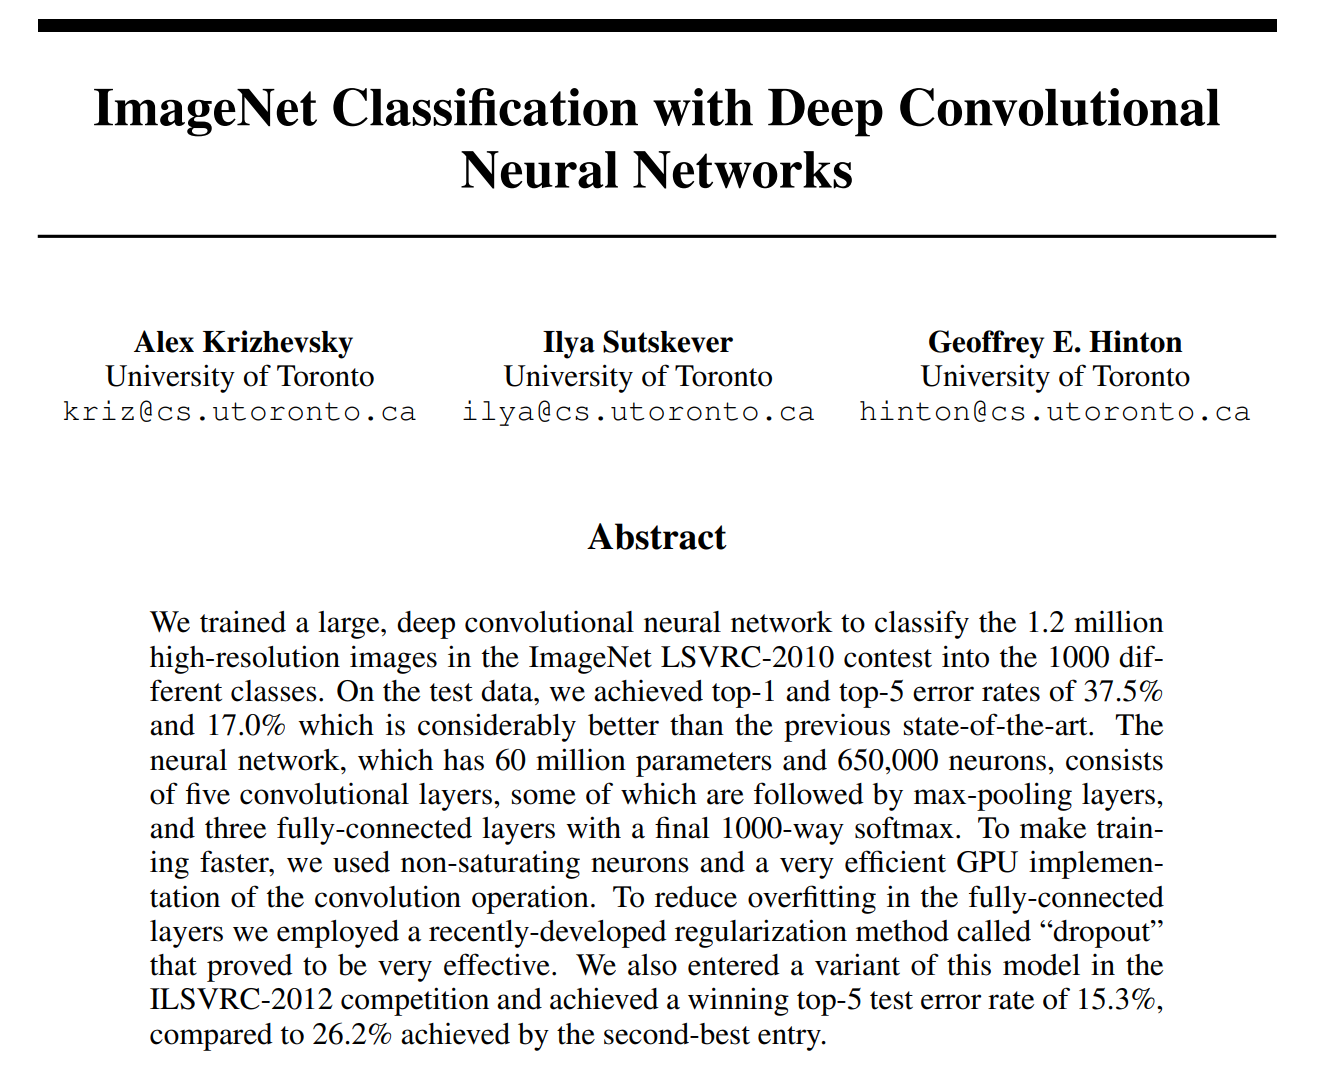 ImageNet Classification with Deep Convolutional
Neural Networks
Alex Krizhevsky
University of Toronto
kriz@cs.utoronto.ca
Ilya Sutskever
University of Toronto
ilya@cs.utoronto.ca
Geoffrey E. Hinton
University of Toronto
hinton@cs.utoronto.ca
Abstract
We trained a large, deep convolutional neural network to classify the 1.2 million
high-resolution images in the ImageNet LSVRC-2010 contest into the 1000 dif-
ferent classes. On the test data, we achieved top-1 and top-5 error rates of 37.5%
and 17.0% which is considerably better than the previous state-of-the-art. The
neural network, which has 60 million parameters and 650,000 neurons, consists
of five convolutional layers, some of which are followed by max-pooling layers,
and three fully-connected layers with a final 1000-way softmax. To make train-
ing faster, we used non-saturating neurons and a very efficient GPU implemen-
tation of the convolution operation. To reduce overfitting in the fully-connected
layers we employed a recently-developed regularization method called “dropout”
that proved to be very effective. We also entered a variant of this model in the
ILSVRC-2012 competition and achieved a winning top-5 test error rate of 15.3%,
compared to 26.2% achieved by the second-best entry.